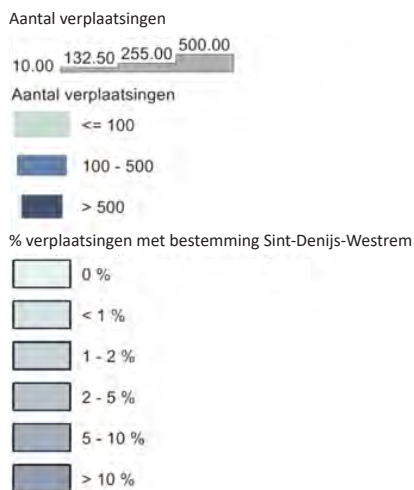 Aantal verplaatsingen
10.00 132.50 255.00 500.00
Aantal verplaatsingen
<= 100
100 - 500
> 500
% verplaatsingen met bestemming Sint-Denijs-Westrem
0 %
< 1 %
1 - 2 %
2 - 5 %
5 - 10 %
> 10 %